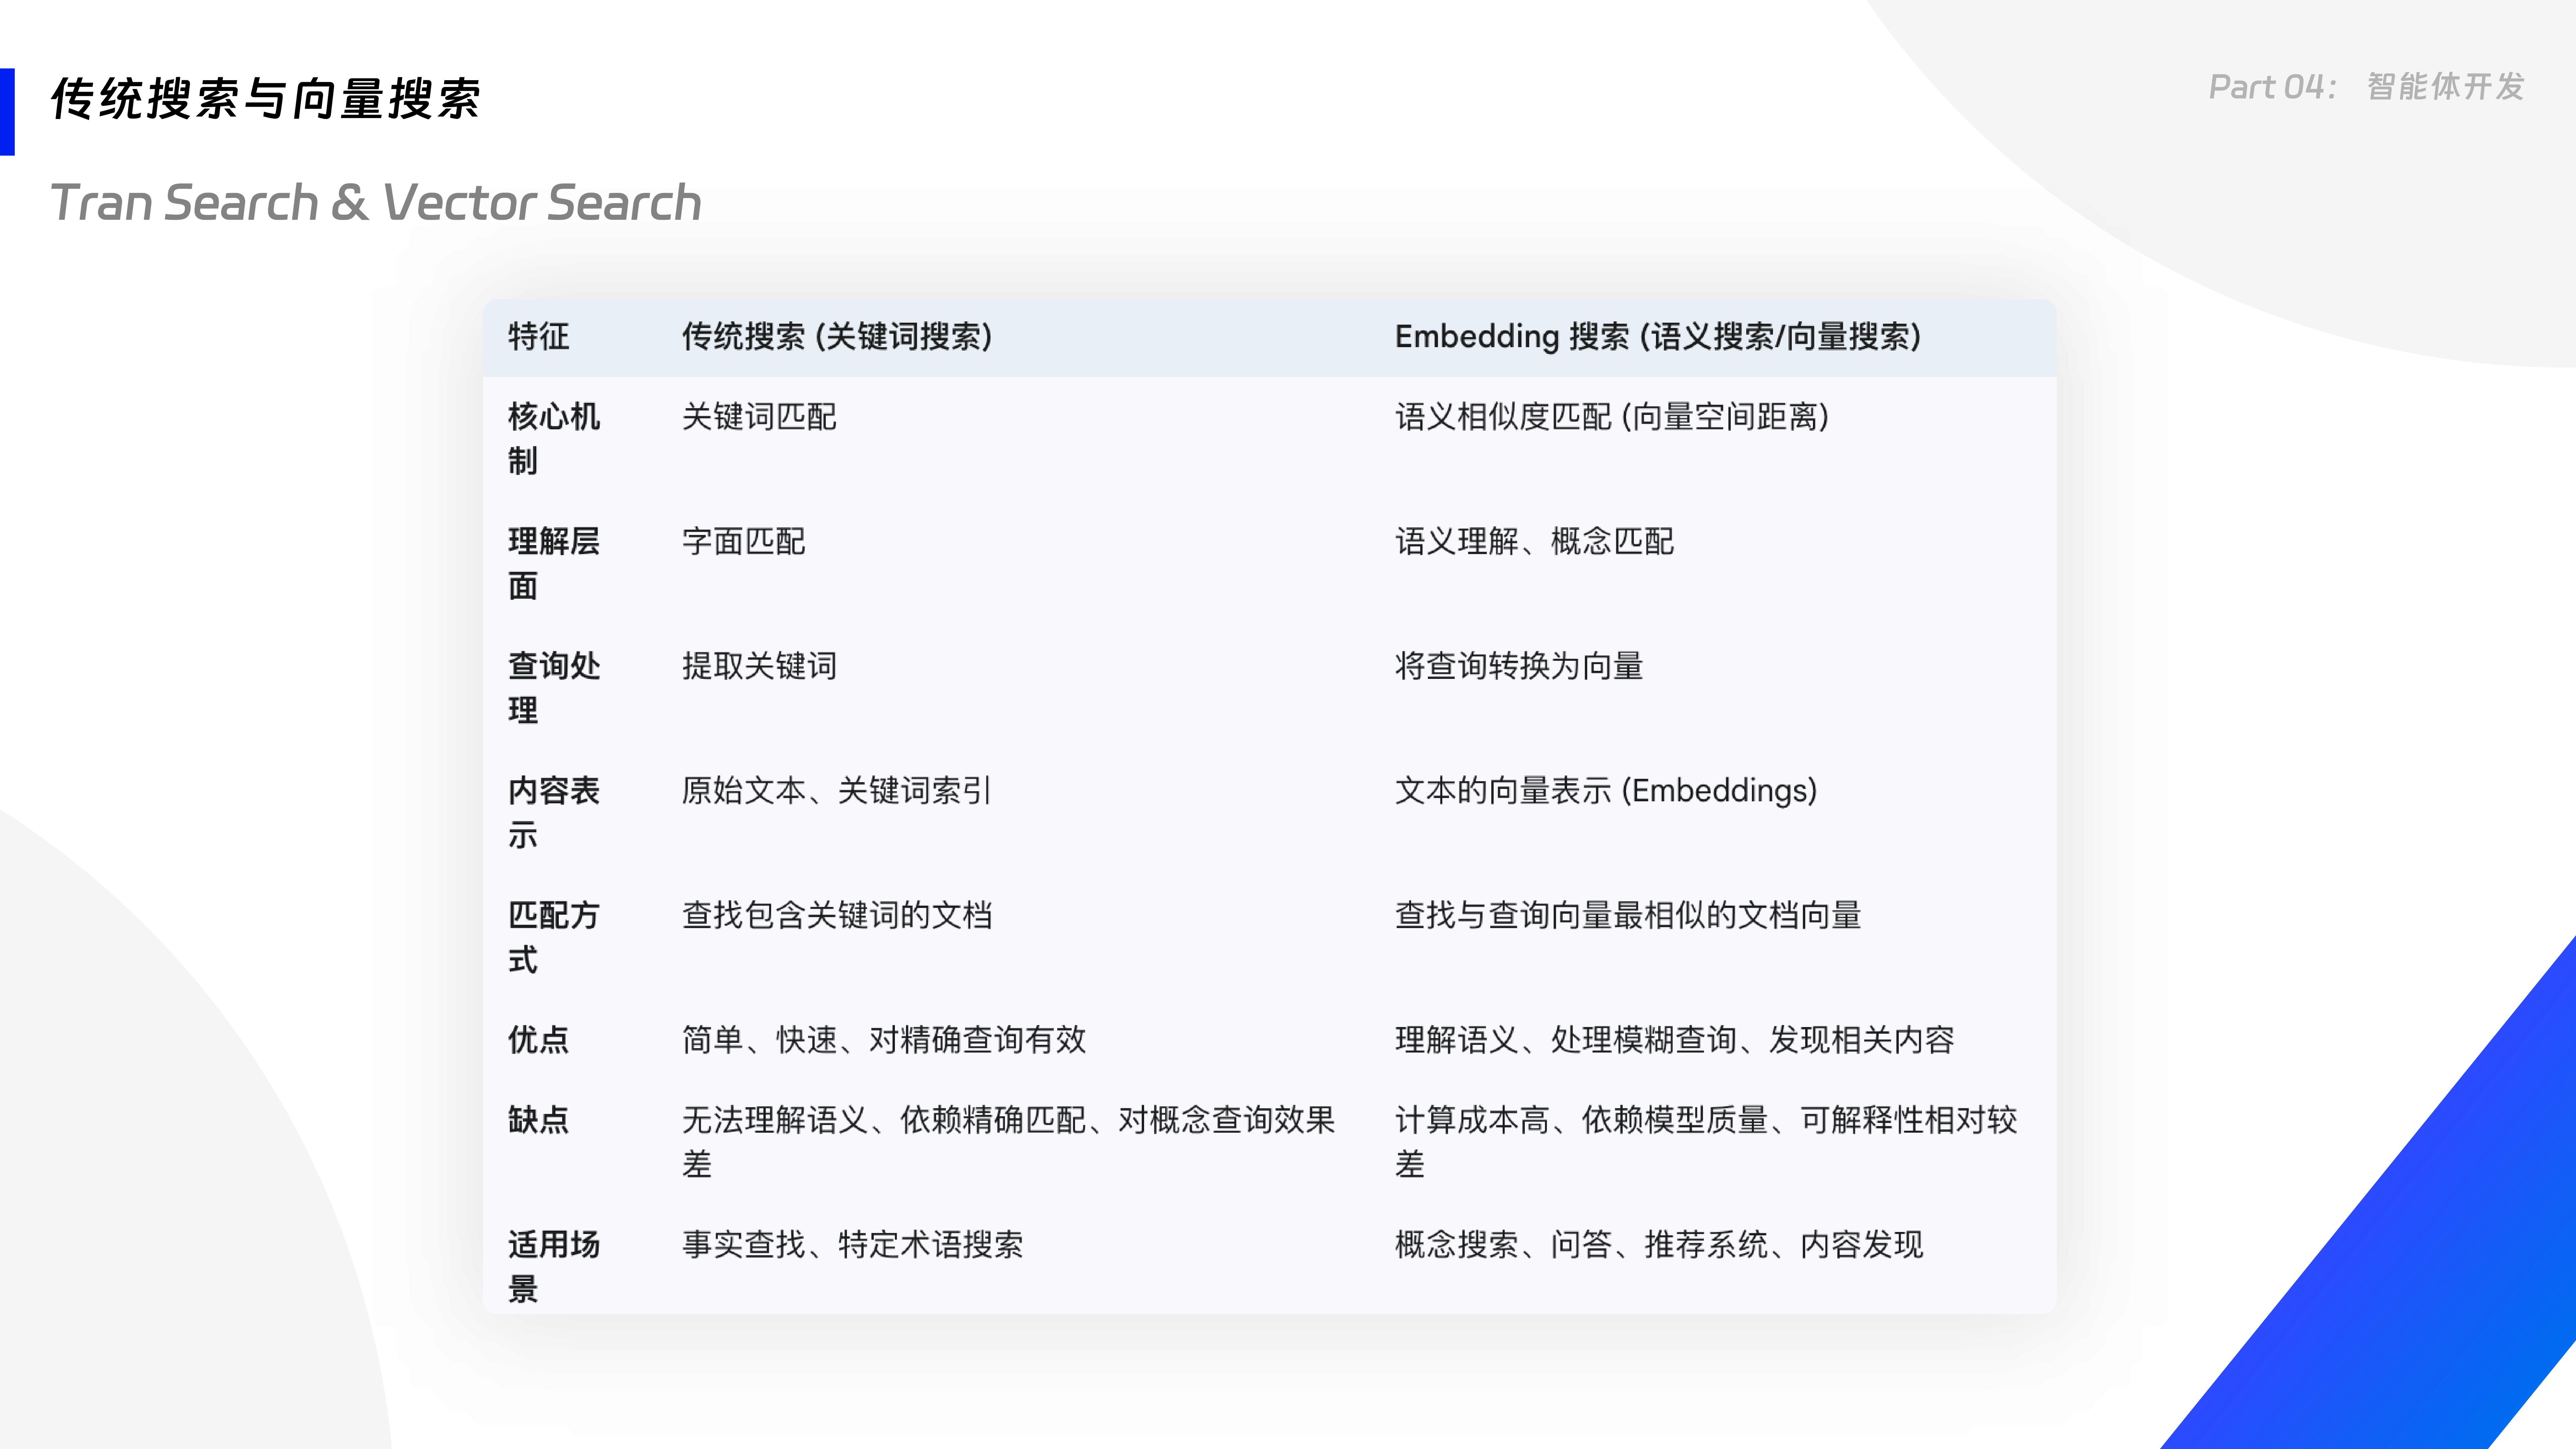 传统搜索与向量搜索
Part 04： 智能体开发
Tran Search & Vector Search
特征 传统搜索 (关键词搜索) Embedding 搜索 (语义搜索/向量搜索)
核心机 关键词匹配 语义相似度匹配 (向量空间距离)
制
理解层 字面匹配 语义理解、概念匹配
面
查询处 提取关键词 将查询转换为向量
理
内容表 原始文本、关键词索引 文本的向量表示 (Embeddings)
示
匹配方 查找包含关键词的文档 查找与查询向量最相似的文档向量
式
优点 简单、快速、对精确查询有效 理解语义、处理模糊查询、发现相关内容
缺点 无法理解语义、依赖精确匹配、对概念查询效果 计算成本高、依赖模型质量、可解释性相对较
差 差
适用场 事实查找、特定术语搜索 概念搜索、问答、推荐系统、内容发现
景